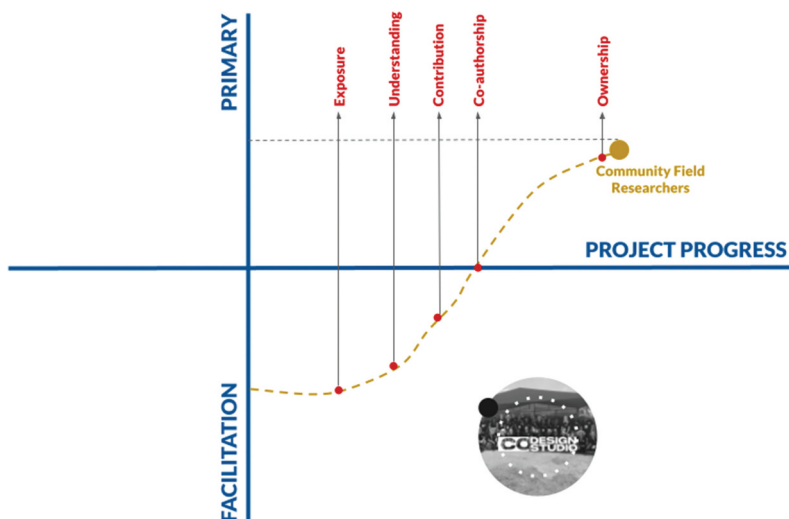 PRIMARY
Exposure
Understanding
Contribution
Co-authorship
Ownership
Community Field
Researchers
PROJECT PROGRESS
FACILITATION
CO DESIGN
STUDIO